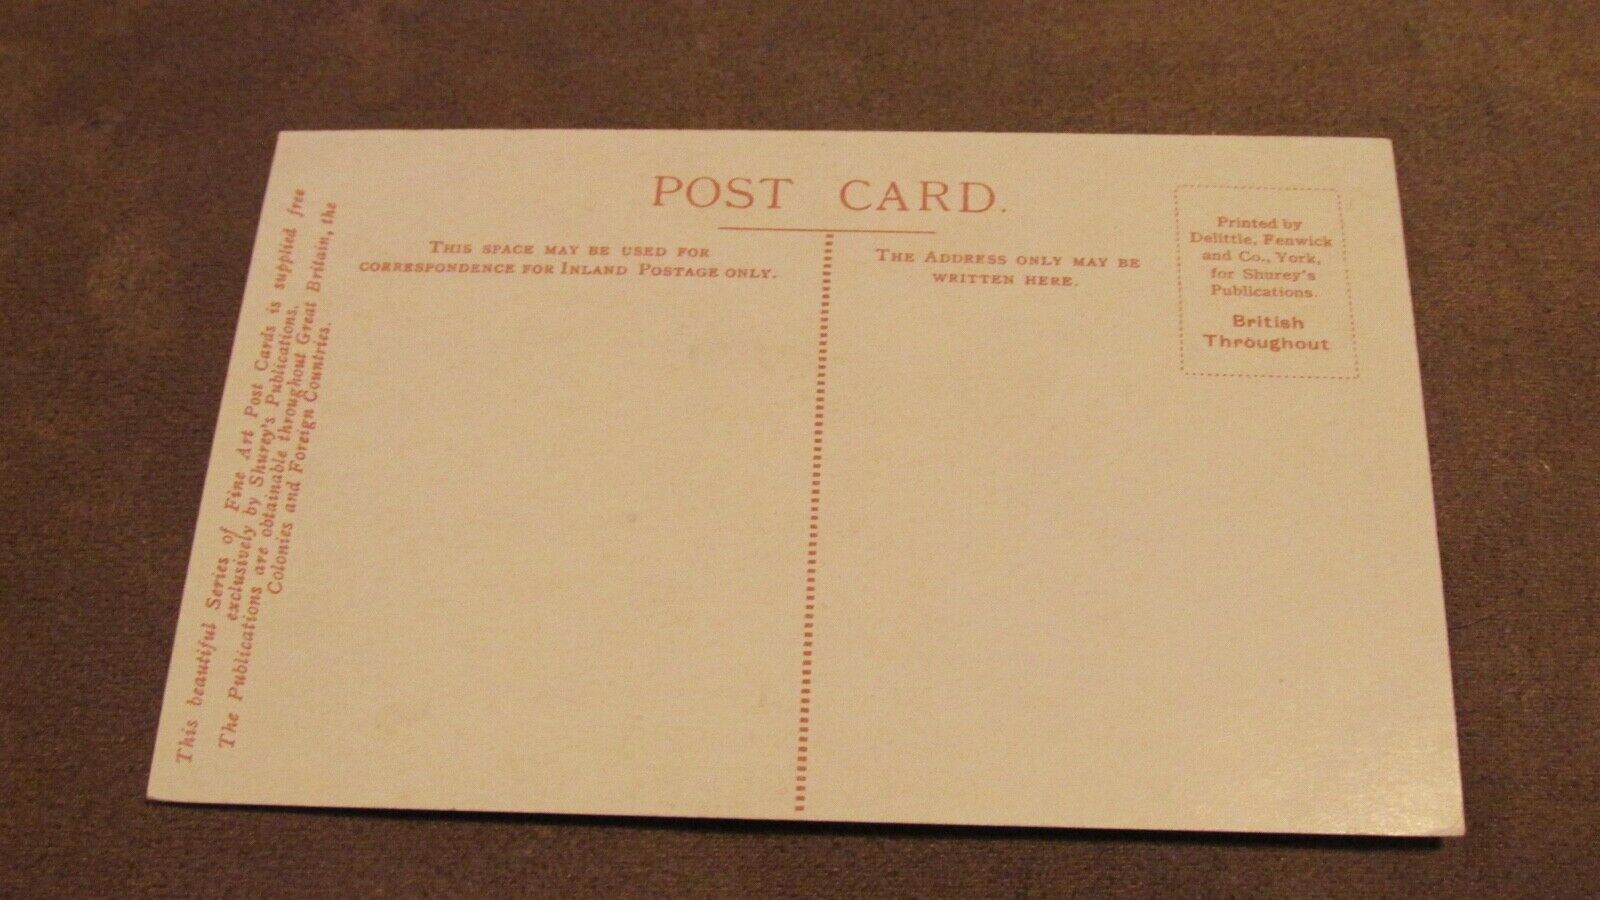 POST CARD.
THIS SPACE MAY BE USED FOR
CORRESPONDENCE FOR INLAND POSTAGE ONLY.
THE ADDRESS ONLY MAY BE
WRITTEN HERE.
Printed by
Delittle, Fenwick
and Co., York,
for Shurey's
Publications.
British
Throughout
This beautiful Series of Fine Art Post Cards is supplied free
exclusively by Shurey's Publications.
The Publications are obtainable throughout Great Britain, the
Colonies and Foreign Countries.